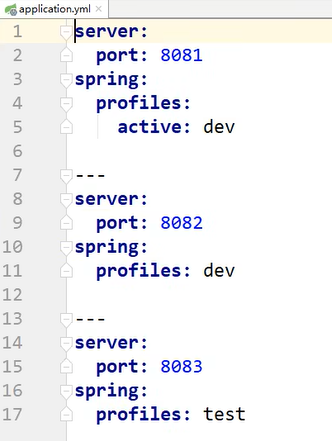 application.yml
1 server:
2   port: 8081
3 spring:
4   profiles:
5     active: dev
6
7 ---
8 server:
9   port: 8082
10 spring:
11   profiles: dev
12
13 ---
14 server:
15   port: 8083
16 spring:
17   profiles: test